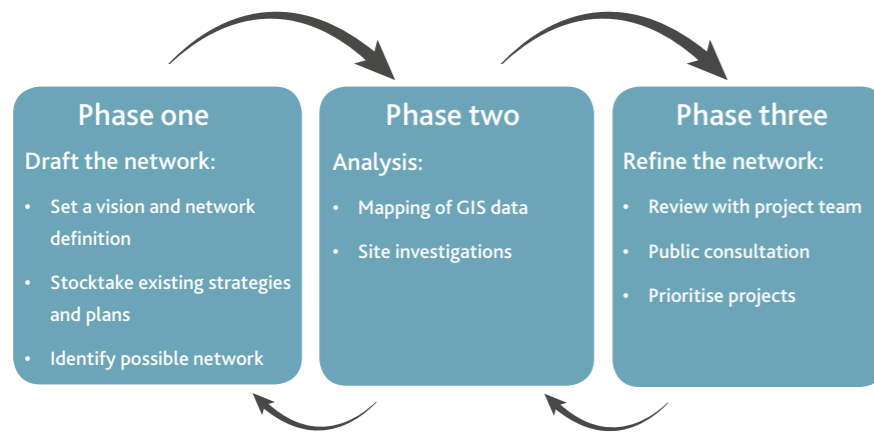 Phase one
Draft the network:
• Set a vision and network
definition
• Stocktake existing strategies
and plans
• Identify possible network
Phase two
Analysis:
• Mapping of GIS data
• Site investigations
Phase three
Refine the network:
• Review with project team
• Public consultation
• Prioritise projects